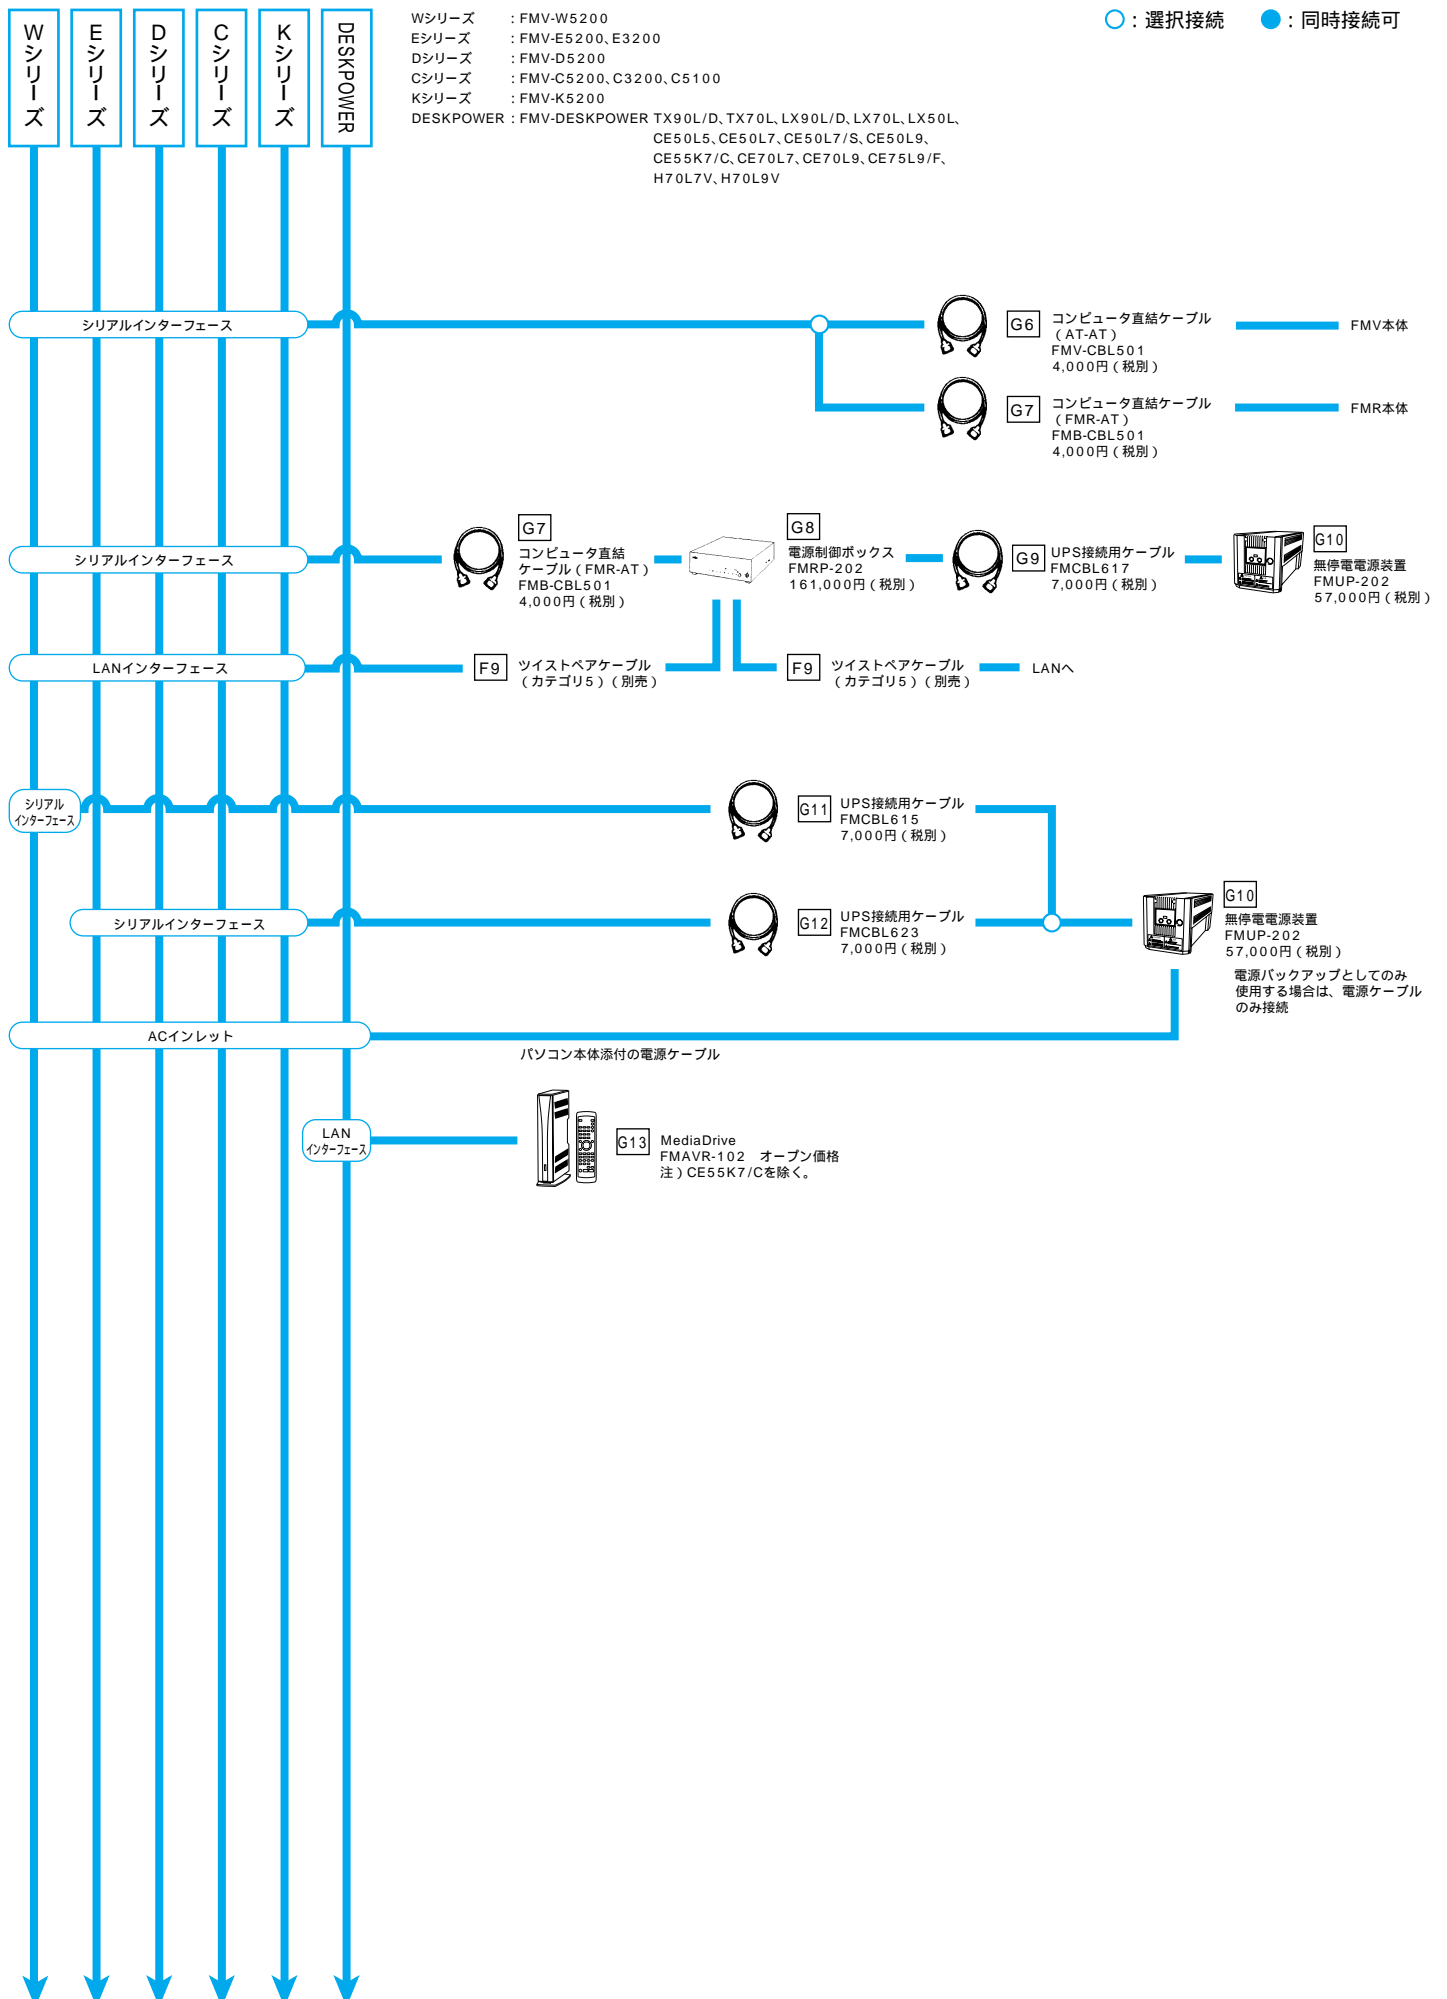 Wシリーズ
Eシリーズ
Dシリーズ
Cシリーズ
Kシリーズ
DESKPOWER
Wシリーズ : FMV-W5200
Eシリーズ : FMV-E5200、E3200
Dシリーズ : FMV-D5200
Cシリーズ : FMV-C5200、C3200、C5100
Kシリーズ : FMV-K5200
DESKPOWER : FMV-DESKPOWER TX90L/D、TX70L、LX90L/D、LX70L、LX50L、
CE50L5、CE50L7、CE50L7/S、CE50L9、
CE55K7/C、CE70L7、CE70L9、CE75L9/F、
H70L7V、H70L9V
○:選択接続 ●:同時接続可
シリアルインターフェース
G6
コンピュータ直結ケーブル
(AT-AT)
FMV-CBL501
4,000円(税別)
FMV本体
G7
コンピュータ直結ケーブル
(FMR-AT)
FMB-CBL501
4,000円(税別)
FMR本体
シリアルインターフェース
G7
コンピュータ直結
ケーブル(FMR-AT)
FMB-CBL501
4,000円(税別)
G8
電源制御ボックス
FMRP-202
161,000円(税別)
G9
UPS接続用ケーブル
FMCBL617
7,000円(税別)
G10
無停電電源装置
FMUP-202
57,000円(税別)
LANインターフェース
F9
ツイストペアケーブル
(カテゴリ5)(別売)
F9
ツイストペアケーブル
(カテゴリ5)(別売)
LANへ
シリアル
インターフェース
G11
UPS接続用ケーブル
FMCBL615
7,000円(税別)
シリアルインターフェース
G12
UPS接続用ケーブル
FMCBL623
7,000円(税別)
G10
無停電電源装置
FMUP-202
57,000円(税別)
電源バックアップとしてのみ
使用する場合は、電源ケーブル
のみ接続
ACインレット
パソコン本体添付の電源ケーブル
LAN
インターフェース
G13
MediaDrive
FMAVR-102 オープン価格
注)CE55K7/Cを除く。